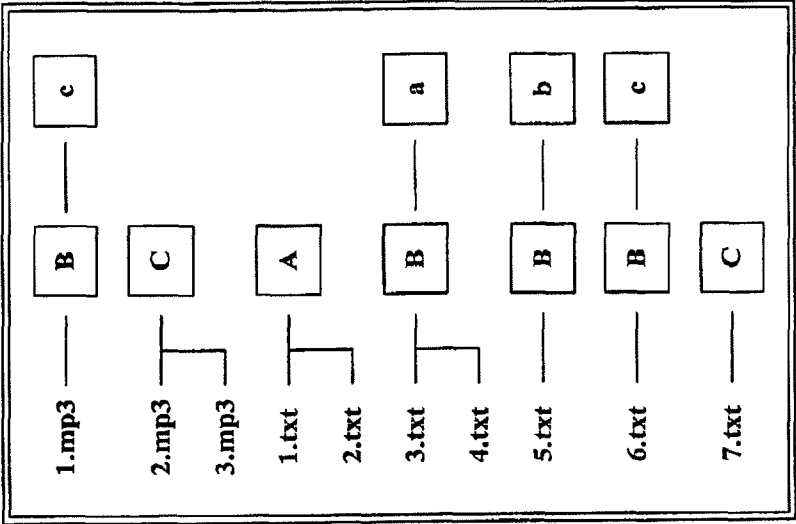 1.mp3 B c
2.mp3 C
3.mp3
1.txt A
2.txt
3.txt B a
4.txt
5.txt B b
6.txt B c
7.txt C